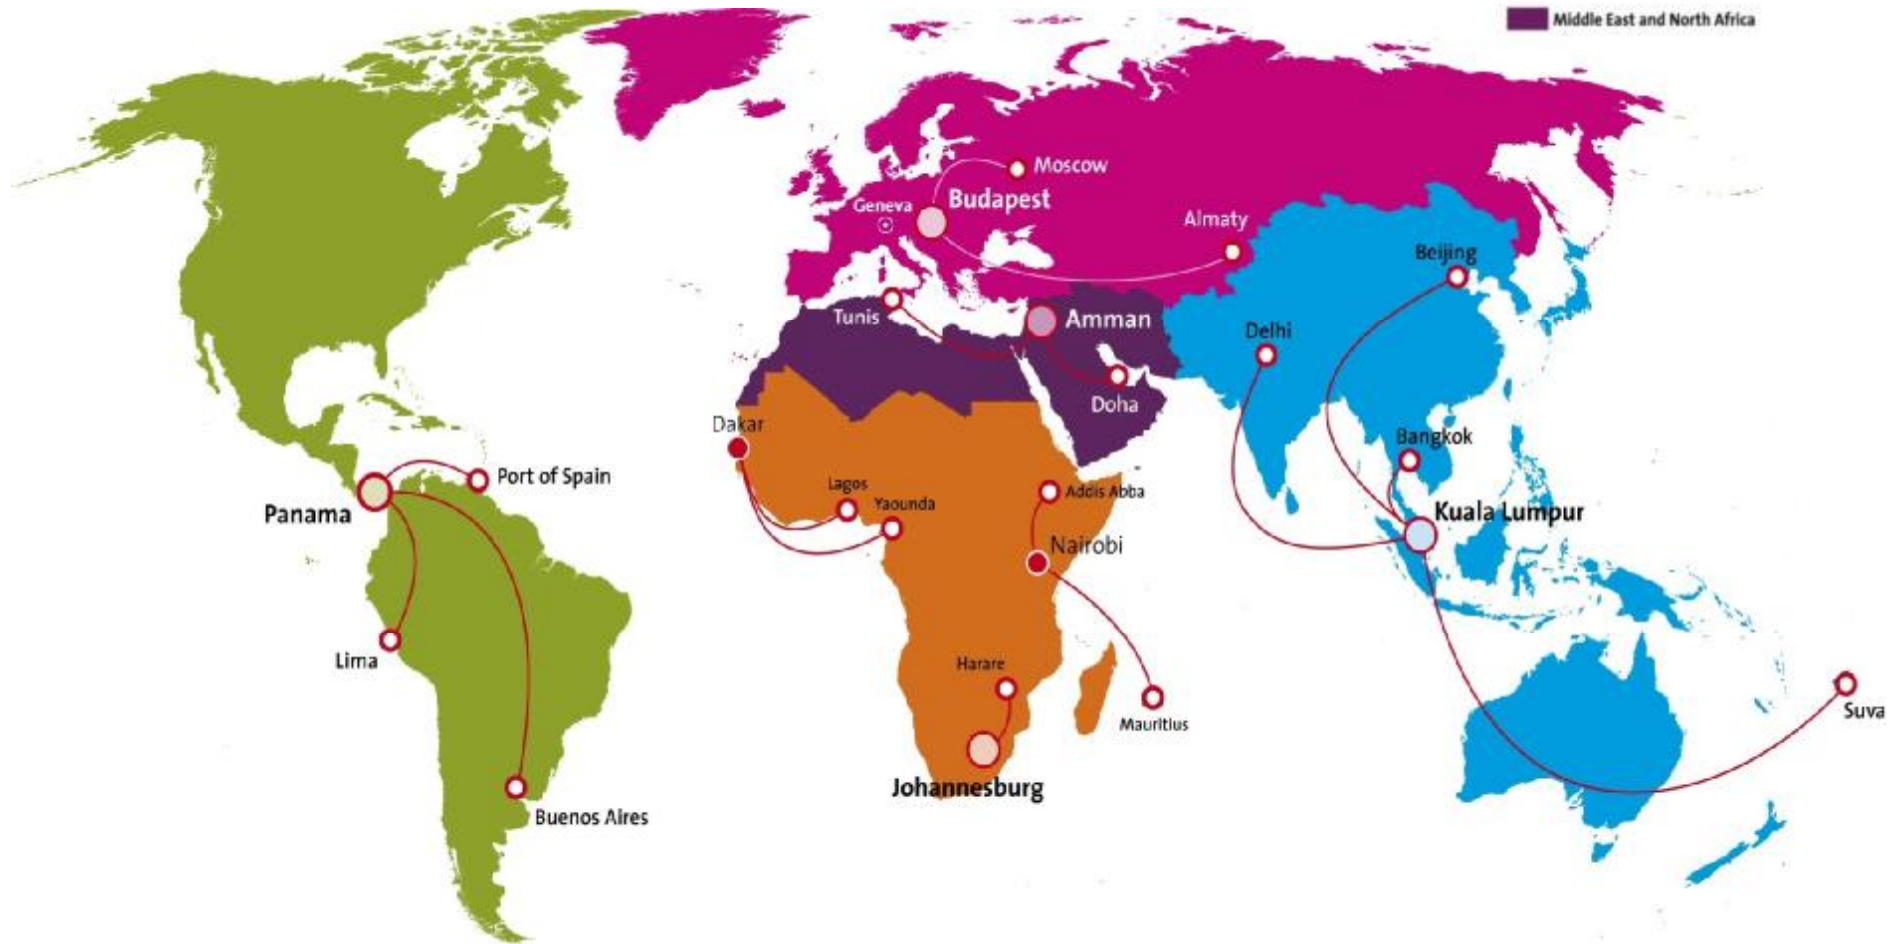 Middle East and North Africa
Moscow
Budapest
Geneva
Almaty
Beijing
Tunis
Amman
Delhi
Doha
Dakar
Bangkok
Port of Spain
Lagos
Addis Abba
Yaounda
Panama
Kuala Lumpur
Nairobi
Lima
Harare
Mauritius
Suva
Johannesburg
Buenos Aires